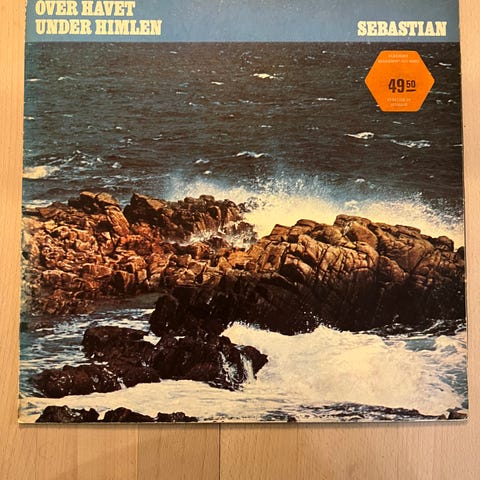 OVER HAVET
UNDER HIMLEN
SEBASTIAN
49 50